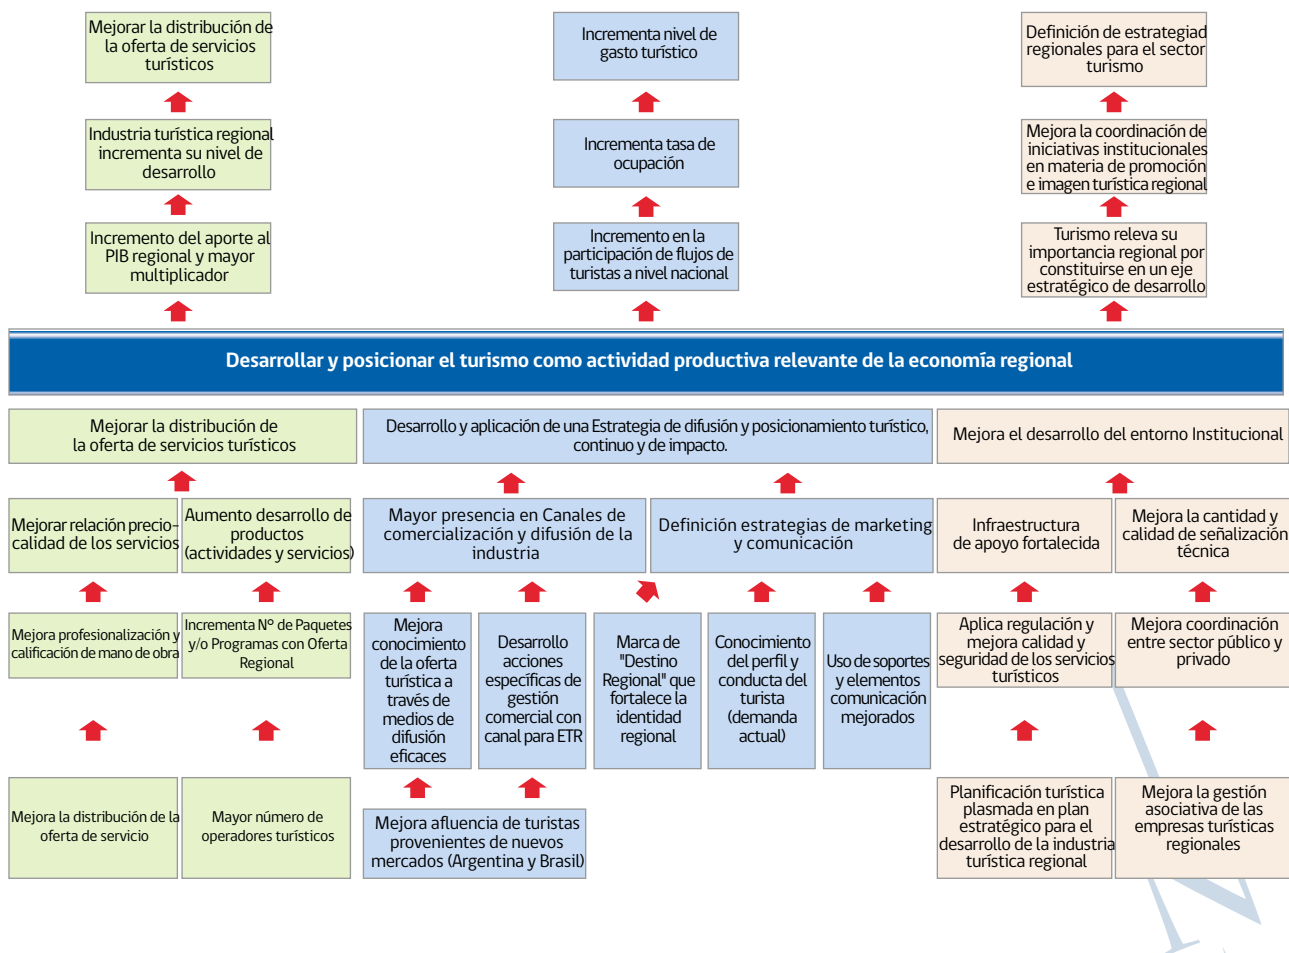 Mejorar la distribución de
la oferta de servicios
turísticos
Incrementa nivel de
gasto turístico
Definición de estrategiad
regionales para el sector
turismo
Industria turística regional
incrementa su nivel de
desarrollo
Incrementa tasa de
ocupación
Mejora la coordinación de
iniciativas institucionales
en materia de promoción
e imagen turística regional
Incremento del aporte al
PIB regional y mayor
multiplicador
Incremento en la
participación de flujos de
turistas a nivel nacional
Turismo releva su
importancia regional por
constituirse en un eje
estratégico de desarrollo
Desarrollar y posicionar el turismo como actividad productiva relevante de la economía regional
Mejorar la distribución de
la oferta de servicios turísticos
Desarrollo y aplicación de una Estrategia de difusión y posicionamiento turístico,
continuo y de impacto.
Mejora el desarrollo del entorno Institucional
Mejorar relación precio-
calidad de los servicios
Aumento desarrollo de
productos
(actividades y servicios)
Mayor presencia en Canales de
comercialización y difusión de la
industria
Definición estrategias de marketing
y comunicación
Infraestructura
de apoyo fortalecida
Mejora la cantidad y
calidad de señalización
técnica
Mejora profesionalización y
calificación de mano de obra
Incrementa Nº de Paquetes
y/o Programas con Oferta
Regional
Mejora
conocimiento
de la oferta
turística a
través de
medios de
difusión
eficaces
Desarrollo
acciones
específicas de
gestión
comercial con
canal para ETR
Marca de
"Destino
Regional" que
fortalece la
identidad
regional
Conocimiento
del perfil y
conducta del
turista
(demanda
actual)
Uso de soportes
y elementos
comunicación
mejorados
Aplica regulación y
mejora calidad y
seguridad de los servicios
turísticos
Mejora coordinación
entre sector público y
privado
Mejora la distribución de la
oferta de servicio
Mayor número de
operadores turísticos
Mejora afluencia de turistas
provenientes de nuevos
mercados (Argentina y Brasil)
Planificación turística
plasmada en plan
estratégico para el
desarrollo de la industria
turística regional
Mejora la gestión
asociativa de las
empresas turísticas
regionales
N